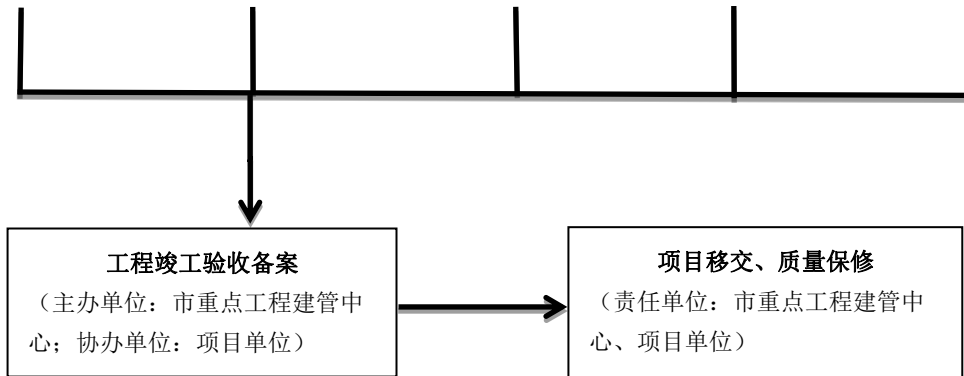 工程竣工验收备案
（主办单位：市重点工程建管中
心；协办单位：项目单位）
项目移交、质量保修
（责任单位：市重点工程建管中
心、项目单位）